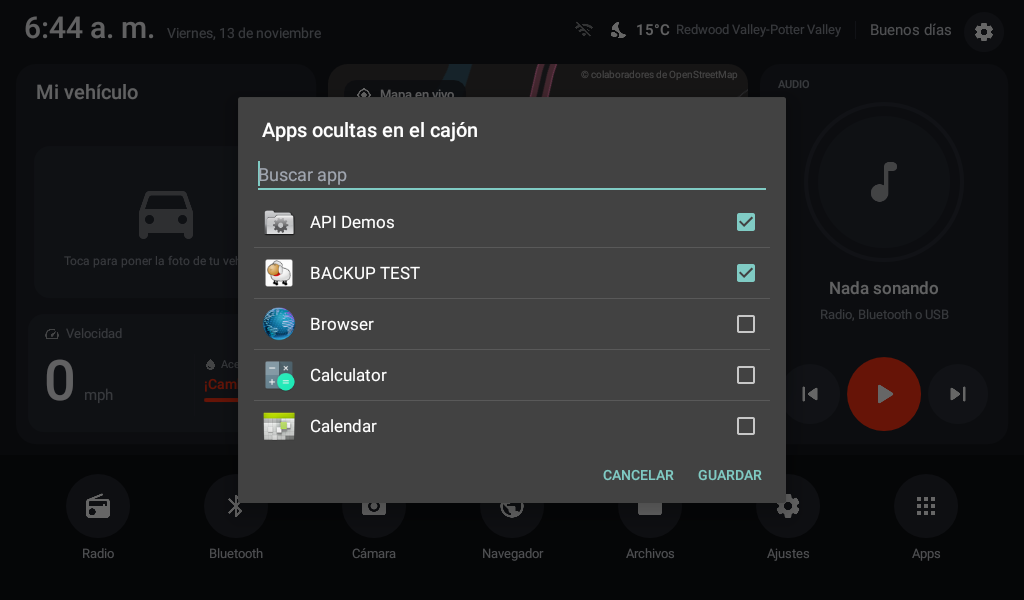 6:44 a. m.
Viernes, 13 de noviembre
15°C
Redwood Valley-Potter Valley
Buenos días
Mi vehículo
© colaboradores de OpenStreetMap
Mapa en vivo
AUDIO
Apps ocultas en el cajón
Buscar app
API Demos
BACKUP TEST
Browser
Calculator
Calendar
CANCELAR
GUARDAR
Toca para poner la foto de tu
Velocidad
0
mph
Nada sonando
Radio, Bluetooth o USB
Radio
Bluetooth
Cámara
Navegador
Archivos
Ajustes
Apps